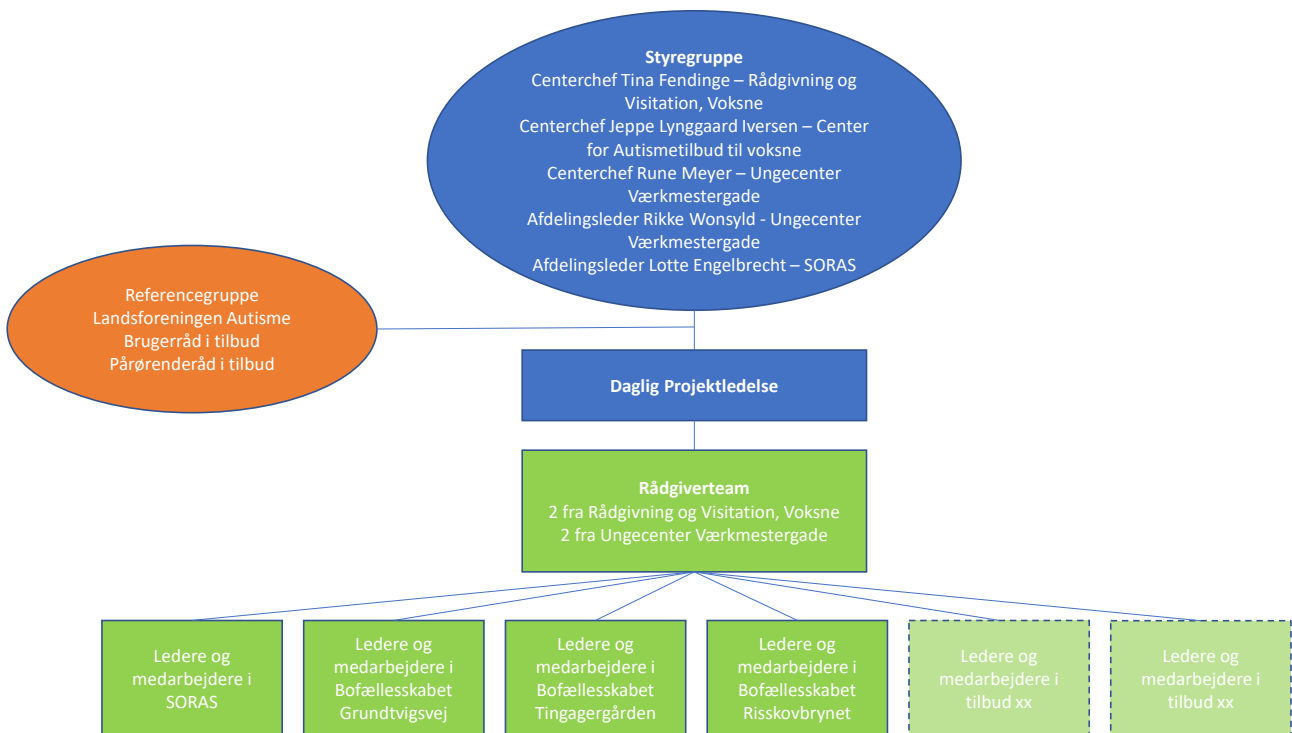 Styregruppe
Centerchef Tina Fendinge – Rådgivning og
Visitation, Voksne
Centerchef Jeppe Lynggaard Iversen – Center
for Autismetilbud til voksne
Centerchef Rune Meyer – Ungecenter
Værkmestergade
Afdelingsleder Rikke Wonsyld - Ungecenter
Værkmestergade
Afdelingsleder Lotte Engelbrecht – SORAS
Referencegruppe
Landsforeningen Autisme
Brugerråd i tilbud
Pårørenderåd i tilbud
Daglig Projektledelse
Rådgiverteam
2 fra Rådgivning og Visitation, Voksne
2 fra Ungecenter Værkmestergade
Ledere og
medarbejdere i
SORAS
Ledere og
medarbejdere i
Bofællesskabet
Grundtvigsvej
Ledere og
medarbejdere i
Bofællesskabet
Tingagergården
Ledere og
medarbejdere i
Bofællesskabet
Risskovbrynet
Ledere og
medarbejdere i
tilbud xx
Ledere og
medarbejdere i
tilbud xx